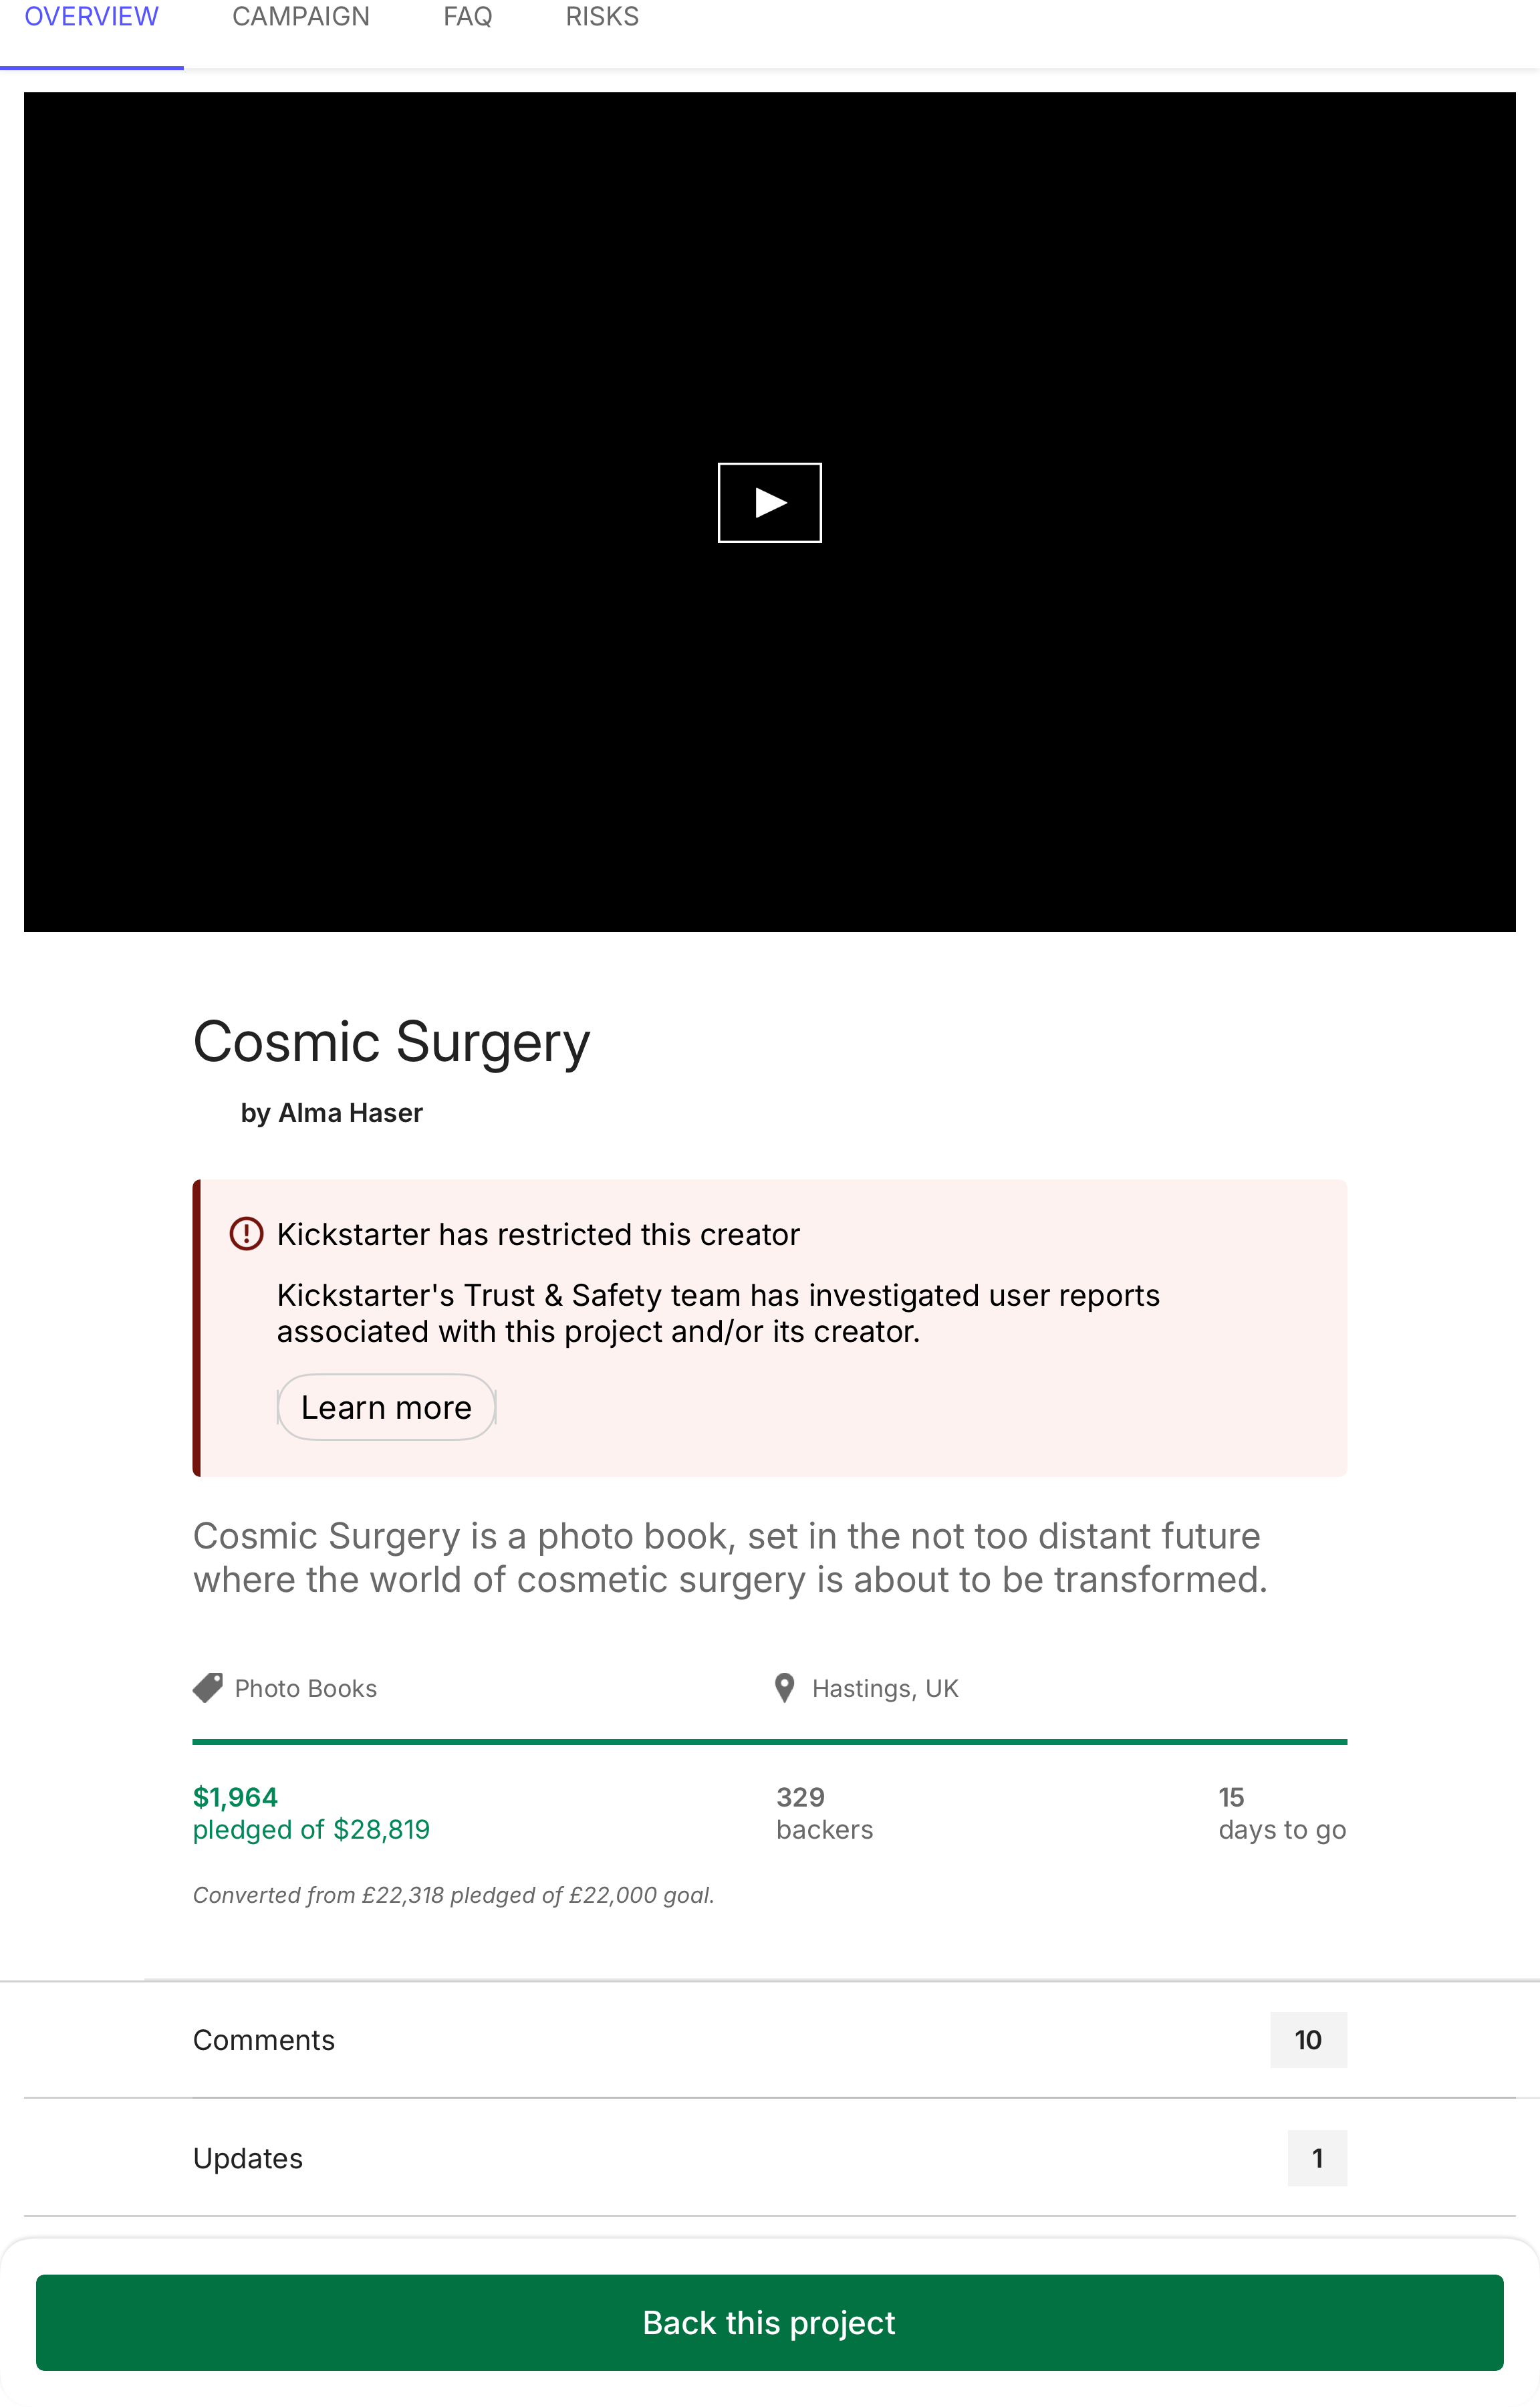 OVERVIEW CAMPAIGN FAQ RISKS
Cosmic Surgery
by Alma Haser
Kickstarter has restricted this creator
Kickstarter's Trust & Safety team has investigated user reports
associated with this project and/or its creator.
Learn more
Cosmic Surgery is a photo book, set in the not too distant future
where the world of cosmetic surgery is about to be transformed.
Photo Books Hastings, UK
$1,964 329 15
pledged of $28,819 backers days to go
Converted from £22,318 pledged of £22,000 goal.
Comments 10
Updates 1
Back this project